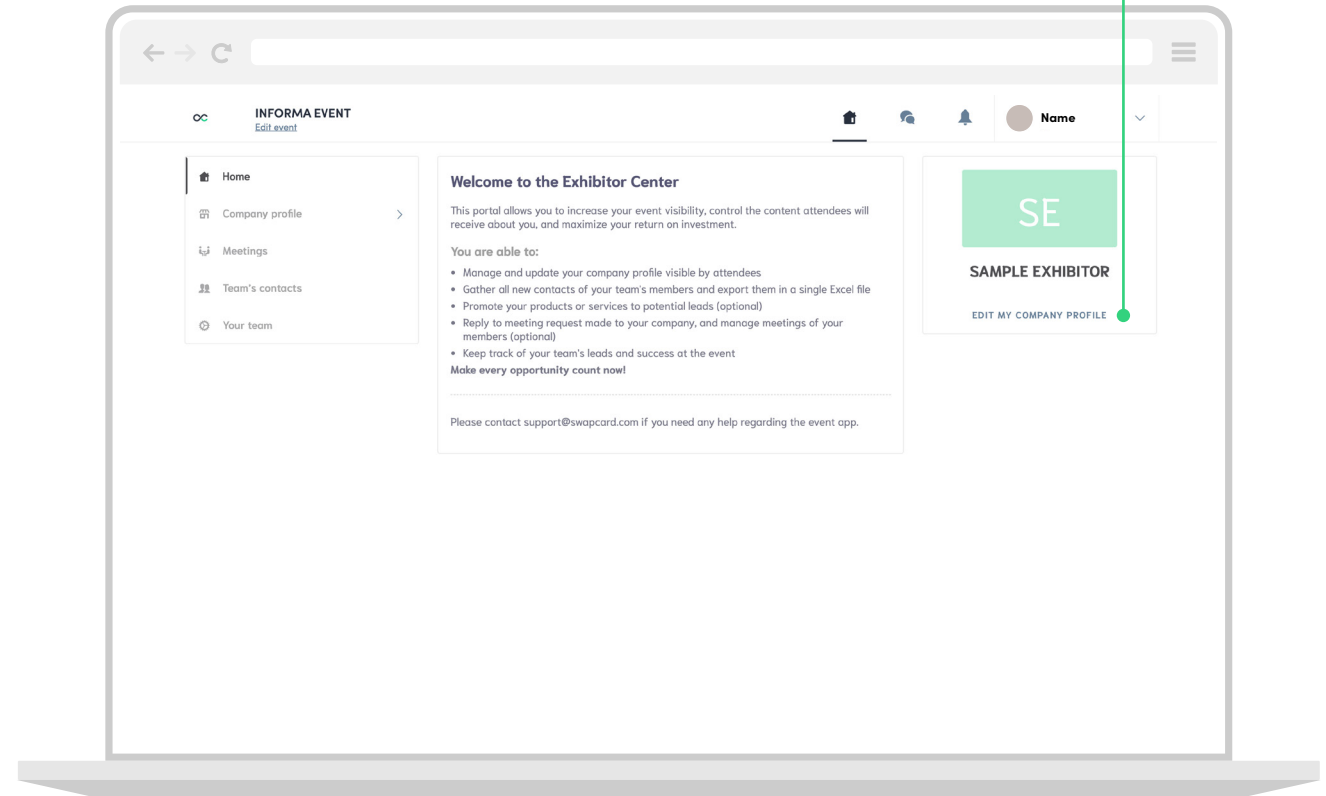 INFORMA EVENT
Edit event
Name
Home
Company profile
Meetings
Team's contacts
Your team
Welcome to the Exhibitor Center
This portal allows you to increase your event visibility, control the content attendees will
receive about you, and maximize your return on investment.
You are able to:
• Manage and update your company profile visible by attendees
• Gather all new contacts of your team's members and export them in a single Excel file
• Promote your products or services to potential leads (optional)
• Reply to meeting request made to your company, and manage meetings of your
members (optional)
• Keep track of your team's leads and success at the event
Make every opportunity count now!
Please contact support@swapcard.com if you need any help regarding the event app.
SE
SAMPLE EXHIBITOR
EDIT MY COMPANY PROFILE